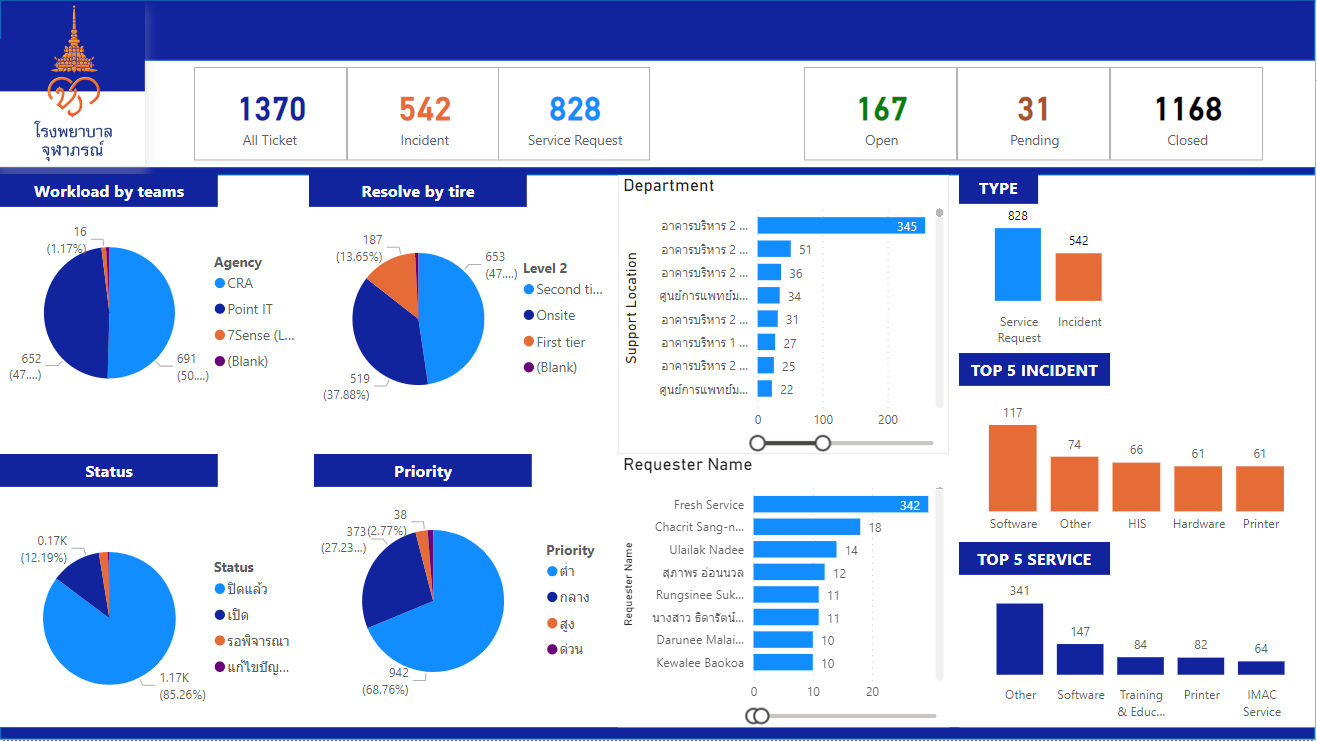 โรงพยาบาล
จุฬาภรณ์
1370
All Ticket
542
Incident
828
Service Request
167
Open
31
Pending
1168
Closed
Workload by teams
16
(1.17%)
652
(47....)
691
(50....)
Agency
CRA
Point IT
7Sense (L...
(Blank)
Resolve by tire
187
(13.65%)
653
(47....)
519
(37.88%)
Level 2
Second ti...
Onsite
First tier
(Blank)
Department
Support Location
อาคารบริหาร 2 ... 345
อาคารบริหาร 2 ... 51
อาคารบริหาร 2 ... 36
ศูนย์การแพทย์ม... 34
อาคารบริหาร 2 ... 31
อาคารบริหาร 1 ... 27
อาคารบริหาร 2 ... 25
ศูนย์การแพทย์ม... 22
0 100 200
TYPE
828
542
Service
Request
Incident
TOP 5 INCIDENT
117 74 66 61 61
Software Other HIS Hardware Printer
Status
0.17K
(12.19%)
1.17K
(85.26%)
Status
ปิดแล้ว
เปิด
รอพิจารณา
แก้ไขปัญ...
Priority
38
(2.77%)
373
(27.23...)
942
(68.76%)
Priority
ต่ำ
กลาง
สูง
ด่วน
Requester Name
Requester Name
Fresh Service 342
Chacrit Sang-n... 18
Ulailak Nadee 14
สุภาพร อ่อนนวล 12
Rungsinee Suk... 11
นางสาว ธิดารัตน์... 11
Darunee Malai... 10
Kewalee Baokoa 10
0 10 20
TOP 5 SERVICE
341 147 84 82 64
Other Software Training
& Educ... Printer IMAC
Service